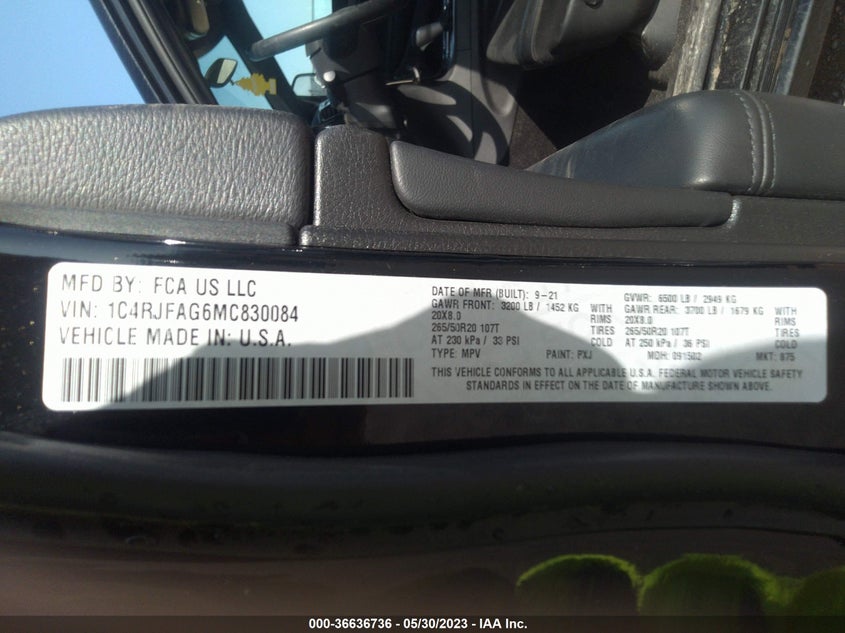 MFD BY: FCA US LLC
VIN: 1C4RJFAG6MC830084
VEHICLE MADE IN: U.S.A.
DATE OF MFR (BUILT): 9-21
GAWR FRONT: 3200 LB / 1452 KG WITH
20X8.0 RIMS
265/50R20 107T TIRES
AT 230 kPa / 33 PSI COLD
TYPE: MPV PAINT: PXJ
GVWR: 6500 LB / 2949 KG
GAWR REAR: 3700 LB / 1679 KG WITH
20X8.0 RIMS
265/50R20 107T TIRES
AT 250 kPa / 36 PSI COLD
MDH: 091502 MKT: 875
THIS VEHICLE CONFORMS TO ALL APPLICABLE U.S.A. FEDERAL MOTOR VEHICLE SAFETY
STANDARDS IN EFFECT ON THE DATE OF MANUFACTURE SHOWN ABOVE.
000-36636736 - 05/30/2023 - IAA Inc.